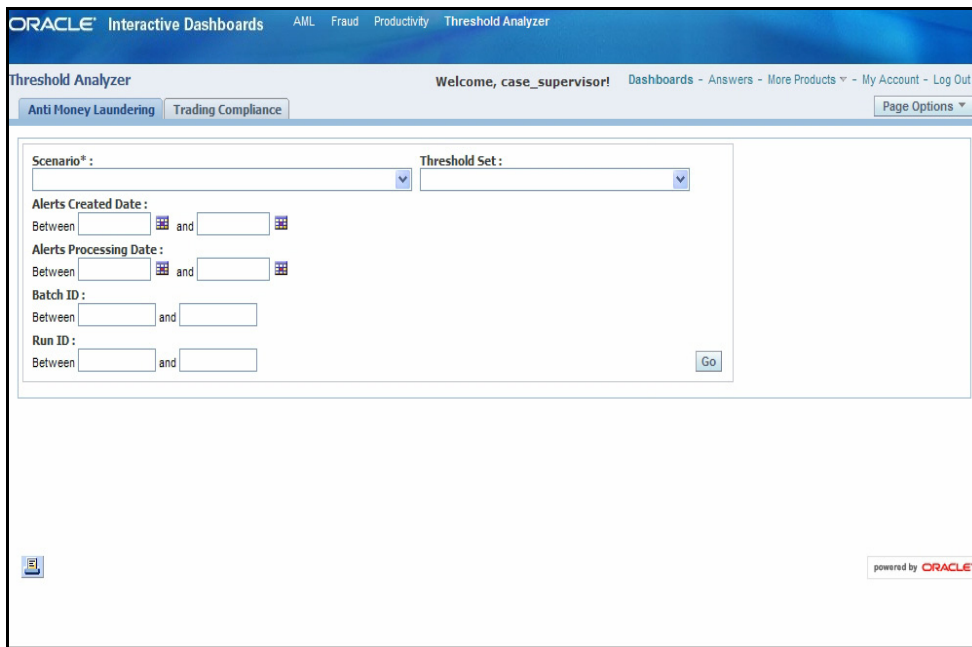 ORACLE Interactive Dashboards AML Fraud Productivity Threshold Analyzer
Threshold Analyzer Welcome, case_supervisor! Dashboards - Answers - More Products - My Account - Log Out
Anti Money Laundering Trading Compliance Page Options
Scenario* : Threshold Set :
Alerts Created Date :
Between and
Alerts Processing Date :
Between and
Batch ID :
Between and
Run ID :
Between and Go
powered by ORACLE